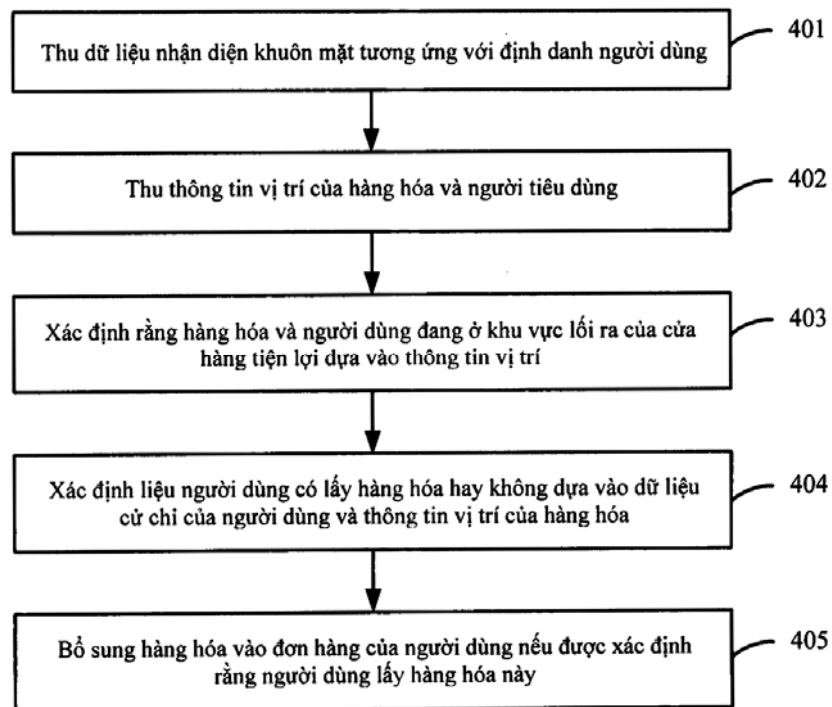 Thu dữ liệu nhận diện khuôn mặt tương ứng với định danh người dùng
401
Thu thông tin vị trí của hàng hóa và người tiêu dùng
402
Xác định rằng hàng hóa và người dùng đang ở khu vực lối ra của cửa
hàng tiện lợi dựa vào thông tin vị trí
403
Xác định liệu người dùng có lấy hàng hóa hay không dựa vào dữ liệu
cử chỉ của người dùng và thông tin vị trí của hàng hóa
404
Bổ sung hàng hóa vào đơn hàng của người dùng nếu được xác định
rằng người dùng lấy hàng hóa này
405